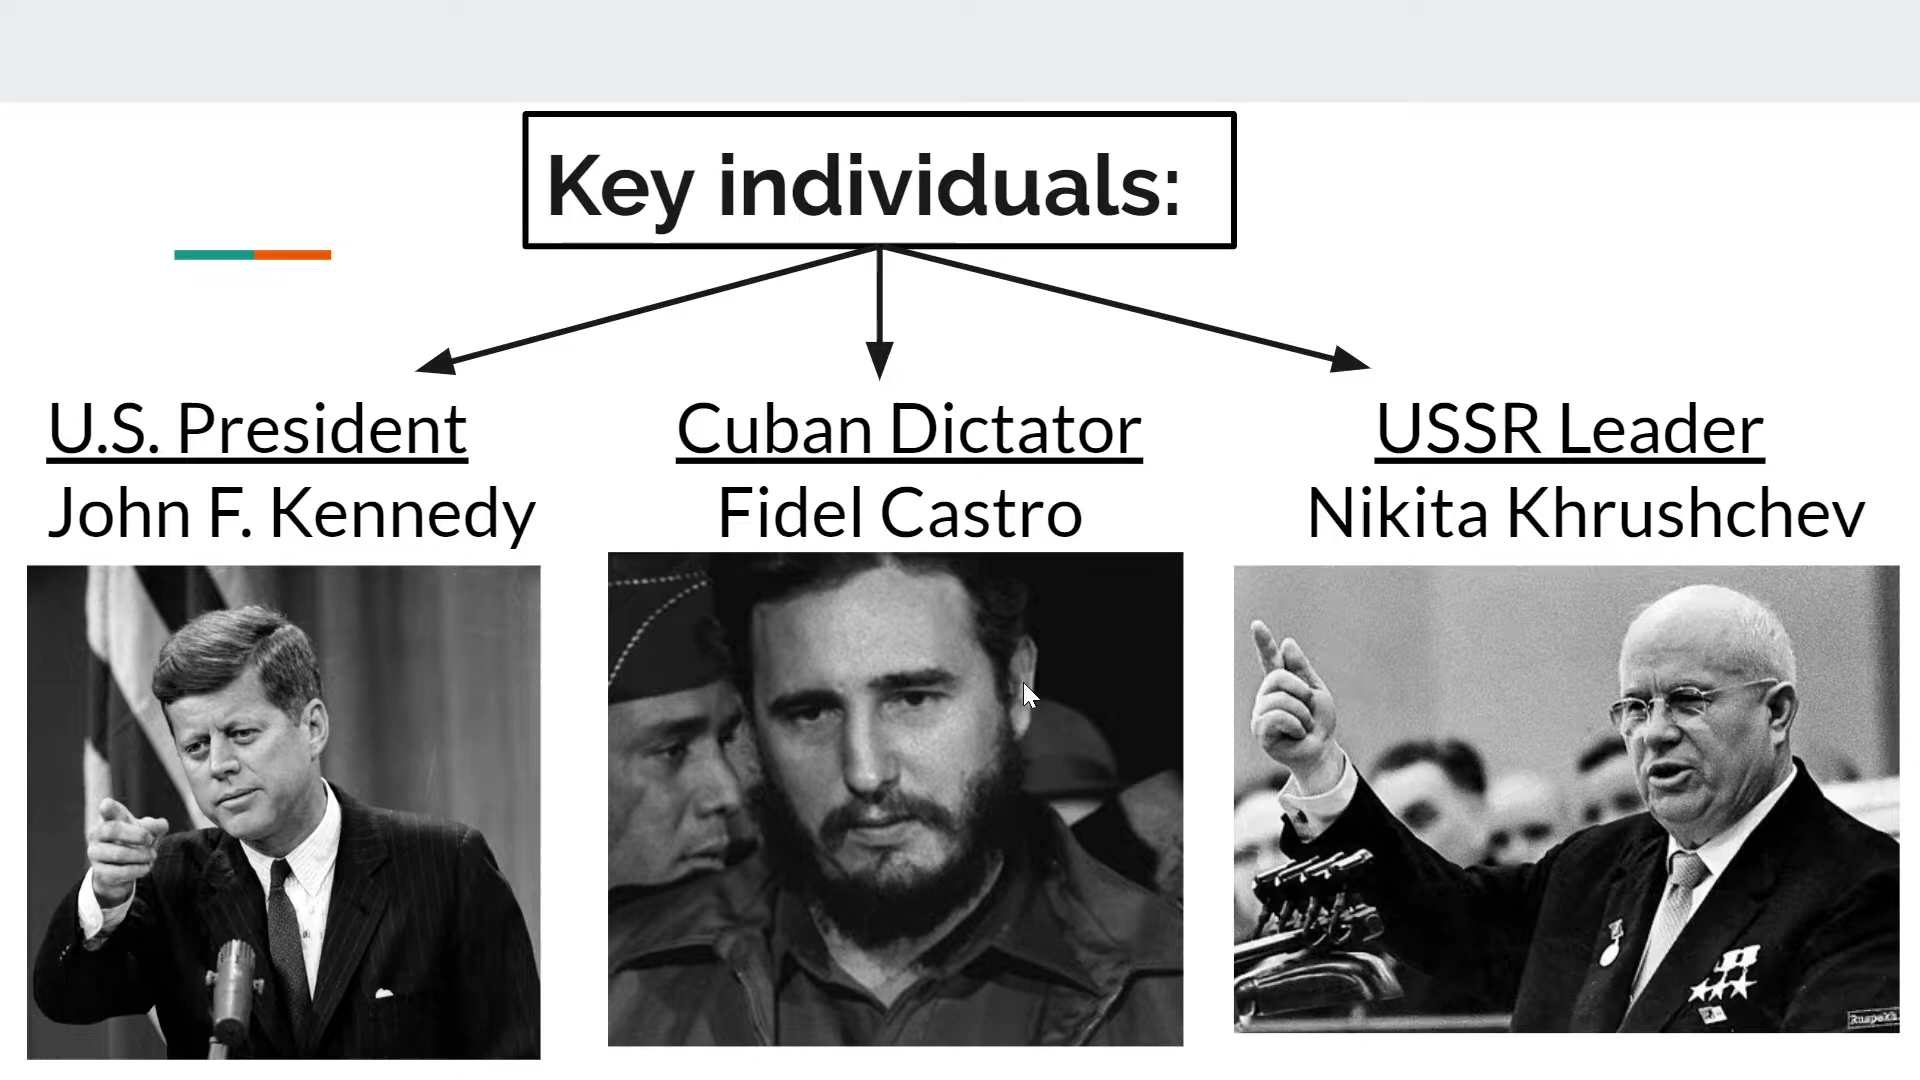 Key individuals:
U.S. President
John F. Kennedy
Cuban Dictator
Fidel Castro
USSR Leader
Nikita Khrushchev